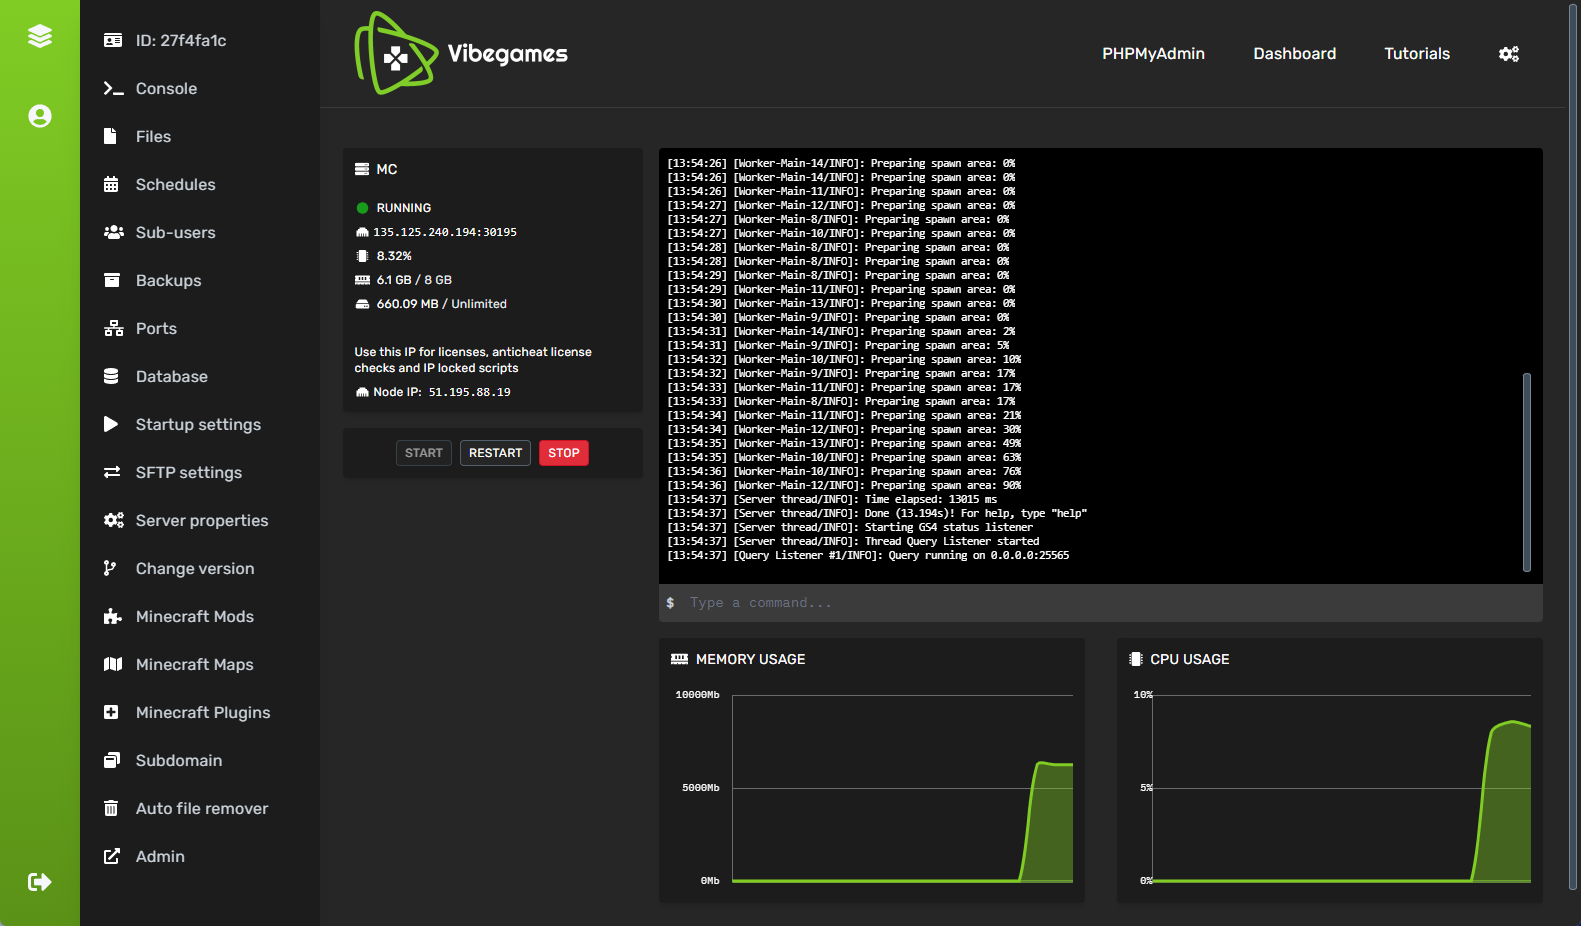 ID: 27f4fa1c
Console
Files
Schedules
Sub-users
Backups
Ports
Database
Startup settings
SFTP settings
Server properties
Change version
Minecraft Mods
Minecraft Maps
Minecraft Plugins
Subdomain
Auto file remover
Admin
Vibegames
PHPMyAdmin
Dashboard
Tutorials
MC
RUNNING
135.125.240.194:30195
8.32%
6.1 GB / 8 GB
660.09 MB / Unlimited
Use this IP for licenses, anticheat license
checks and IP locked scripts
Node IP: 51.195.88.19
START
RESTART
STOP
[13:54:26] [Worker-Main-14/INFO]: Preparing spawn area: 0%
[13:54:26] [Worker-Main-14/INFO]: Preparing spawn area: 0%
[13:54:26] [Worker-Main-11/INFO]: Preparing spawn area: 0%
[13:54:27] [Worker-Main-12/INFO]: Preparing spawn area: 0%
[13:54:27] [Worker-Main-8/INFO]: Preparing spawn area: 0%
[13:54:27] [Worker-Main-10/INFO]: Preparing spawn area: 0%
[13:54:28] [Worker-Main-8/INFO]: Preparing spawn area: 0%
[13:54:28] [Worker-Main-8/INFO]: Preparing spawn area: 0%
[13:54:29] [Worker-Main-8/INFO]: Preparing spawn area: 0%
[13:54:29] [Worker-Main-11/INFO]: Preparing spawn area: 0%
[13:54:30] [Worker-Main-13/INFO]: Preparing spawn area: 0%
[13:54:30] [Worker-Main-9/INFO]: Preparing spawn area: 0%
[13:54:31] [Worker-Main-14/INFO]: Preparing spawn area: 2%
[13:54:31] [Worker-Main-9/INFO]: Preparing spawn area: 5%
[13:54:32] [Worker-Main-10/INFO]: Preparing spawn area: 10%
[13:54:32] [Worker-Main-9/INFO]: Preparing spawn area: 17%
[13:54:33] [Worker-Main-11/INFO]: Preparing spawn area: 17%
[13:54:33] [Worker-Main-8/INFO]: Preparing spawn area: 17%
[13:54:34] [Worker-Main-11/INFO]: Preparing spawn area: 21%
[13:54:34] [Worker-Main-12/INFO]: Preparing spawn area: 30%
[13:54:35] [Worker-Main-13/INFO]: Preparing spawn area: 49%
[13:54:35] [Worker-Main-10/INFO]: Preparing spawn area: 63%
[13:54:36] [Worker-Main-10/INFO]: Preparing spawn area: 76%
[13:54:36] [Worker-Main-12/INFO]: Preparing spawn area: 90%
[13:54:37] [Server thread/INFO]: Time elapsed: 13015 ms
[13:54:37] [Server thread/INFO]: Done (13.194s)! For help, type "help"
[13:54:37] [Server thread/INFO]: Starting GS4 status listener
[13:54:37] [Server thread/INFO]: Thread Query Listener started
[13:54:37] [Query Listener #1/INFO]: Query running on 0.0.0.0:25565
$ Type a command...
MEMORY USAGE
10000Mb
5000Mb
0Mb
CPU USAGE
10%
5%
0%